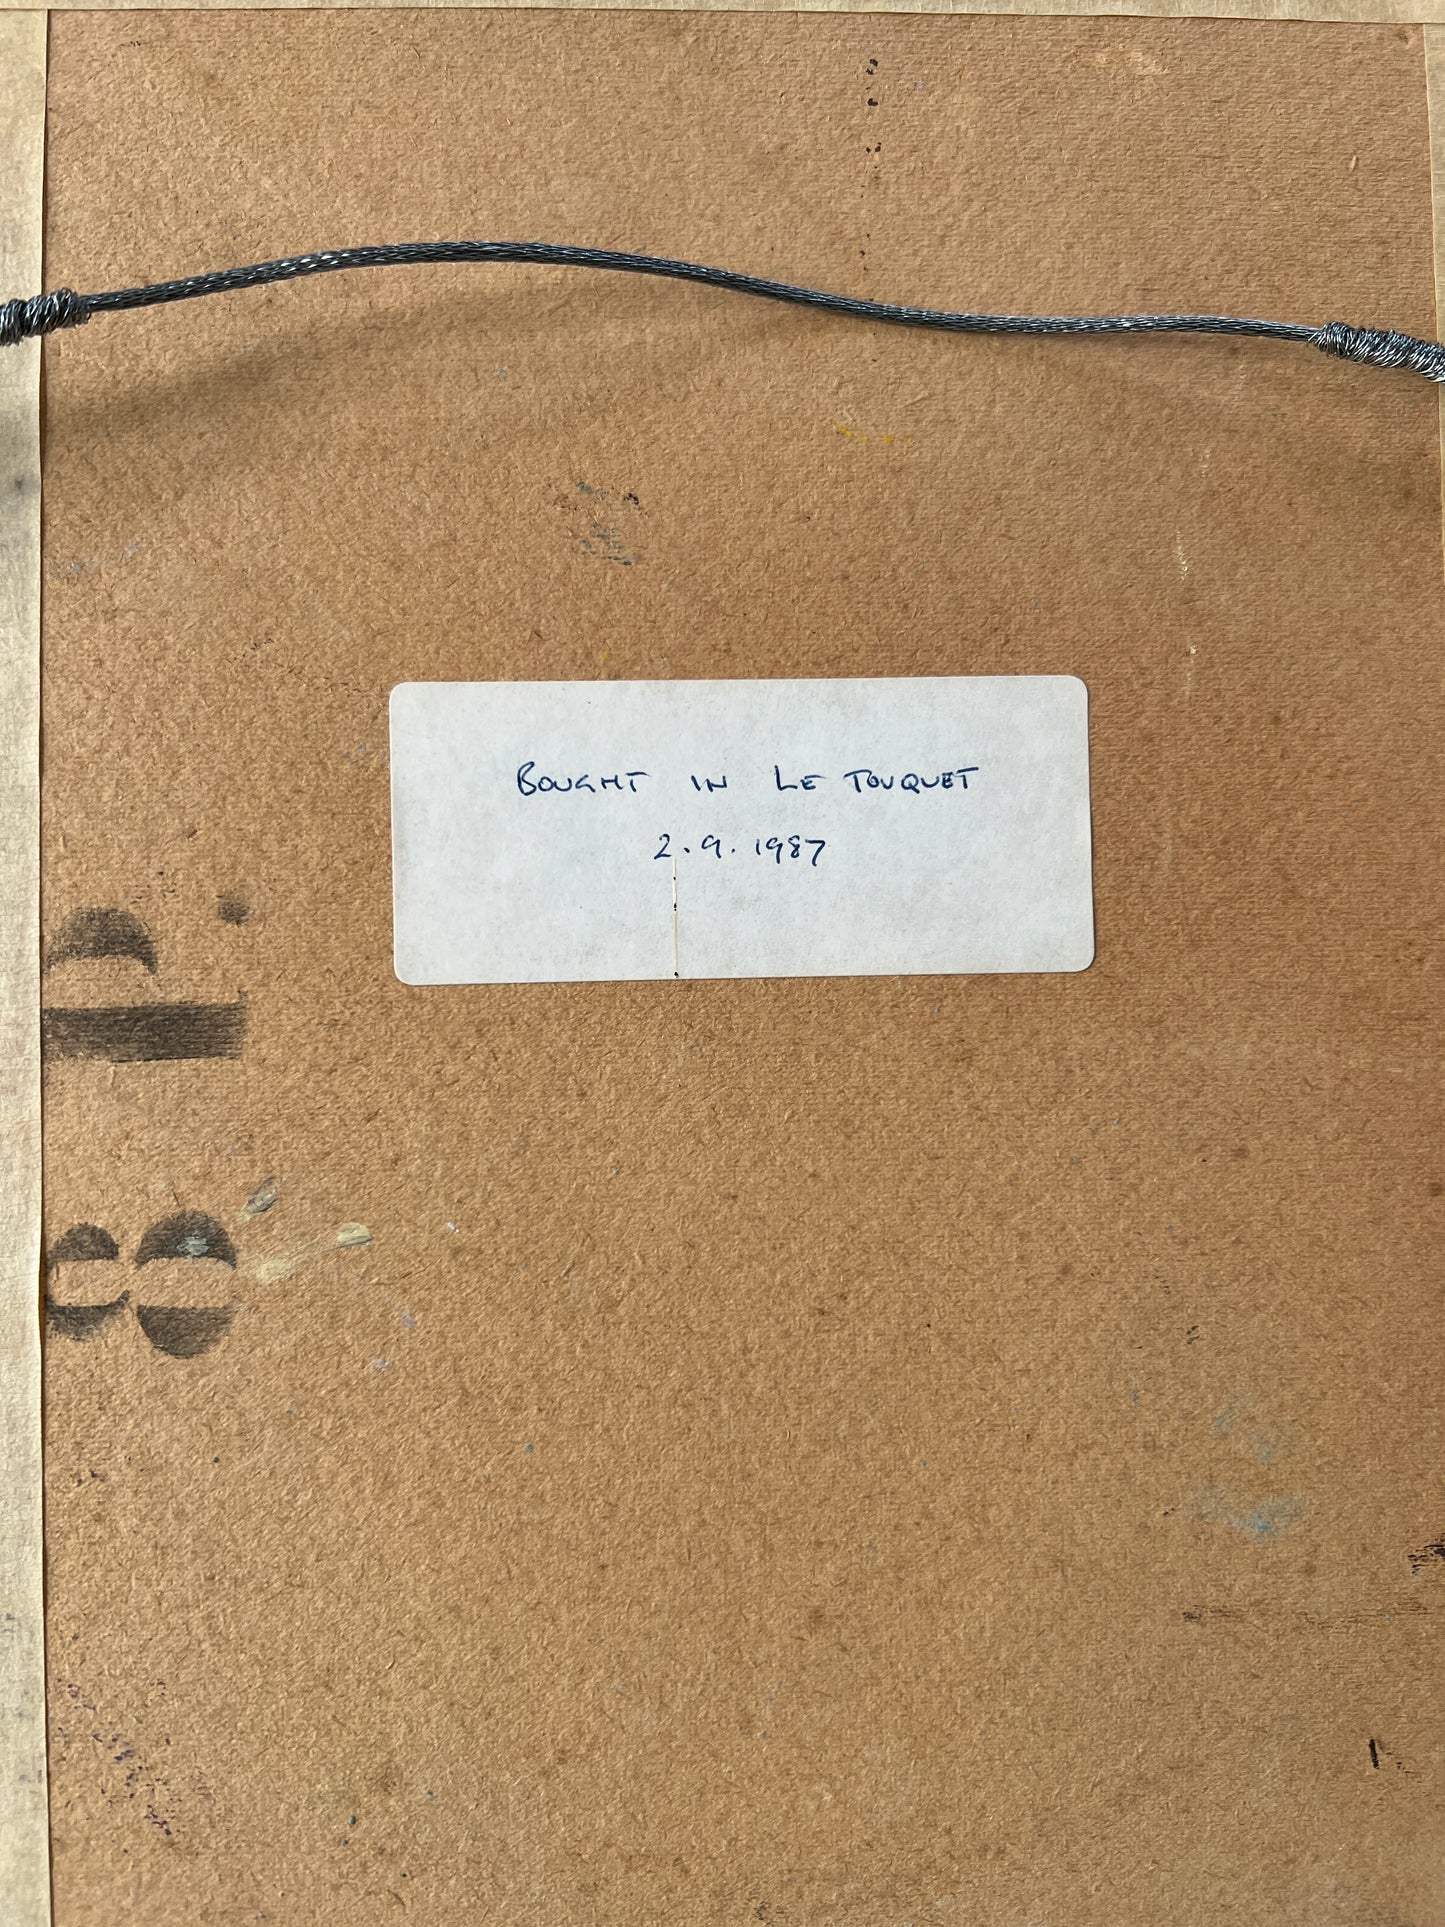 BOUGHT IN LE TOUQUET
2.9.1987